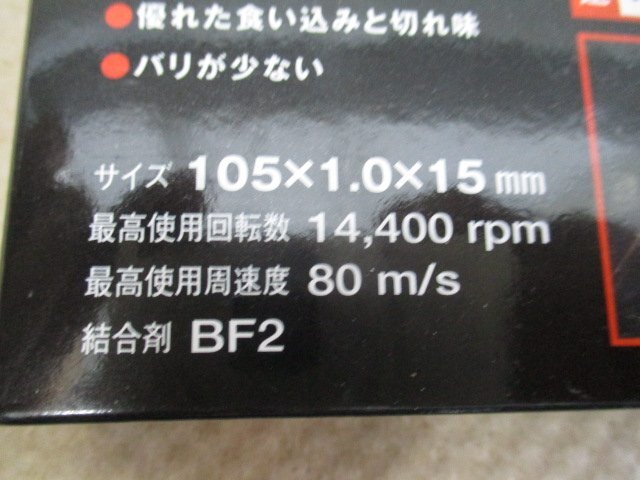 ●優れた食い込みと切れ味
●バリが少ない
サイズ 105×1.0×15mm
最高使用回転数 14,400 rpm
最高使用周速度 80 m/s
結合剤 BF2